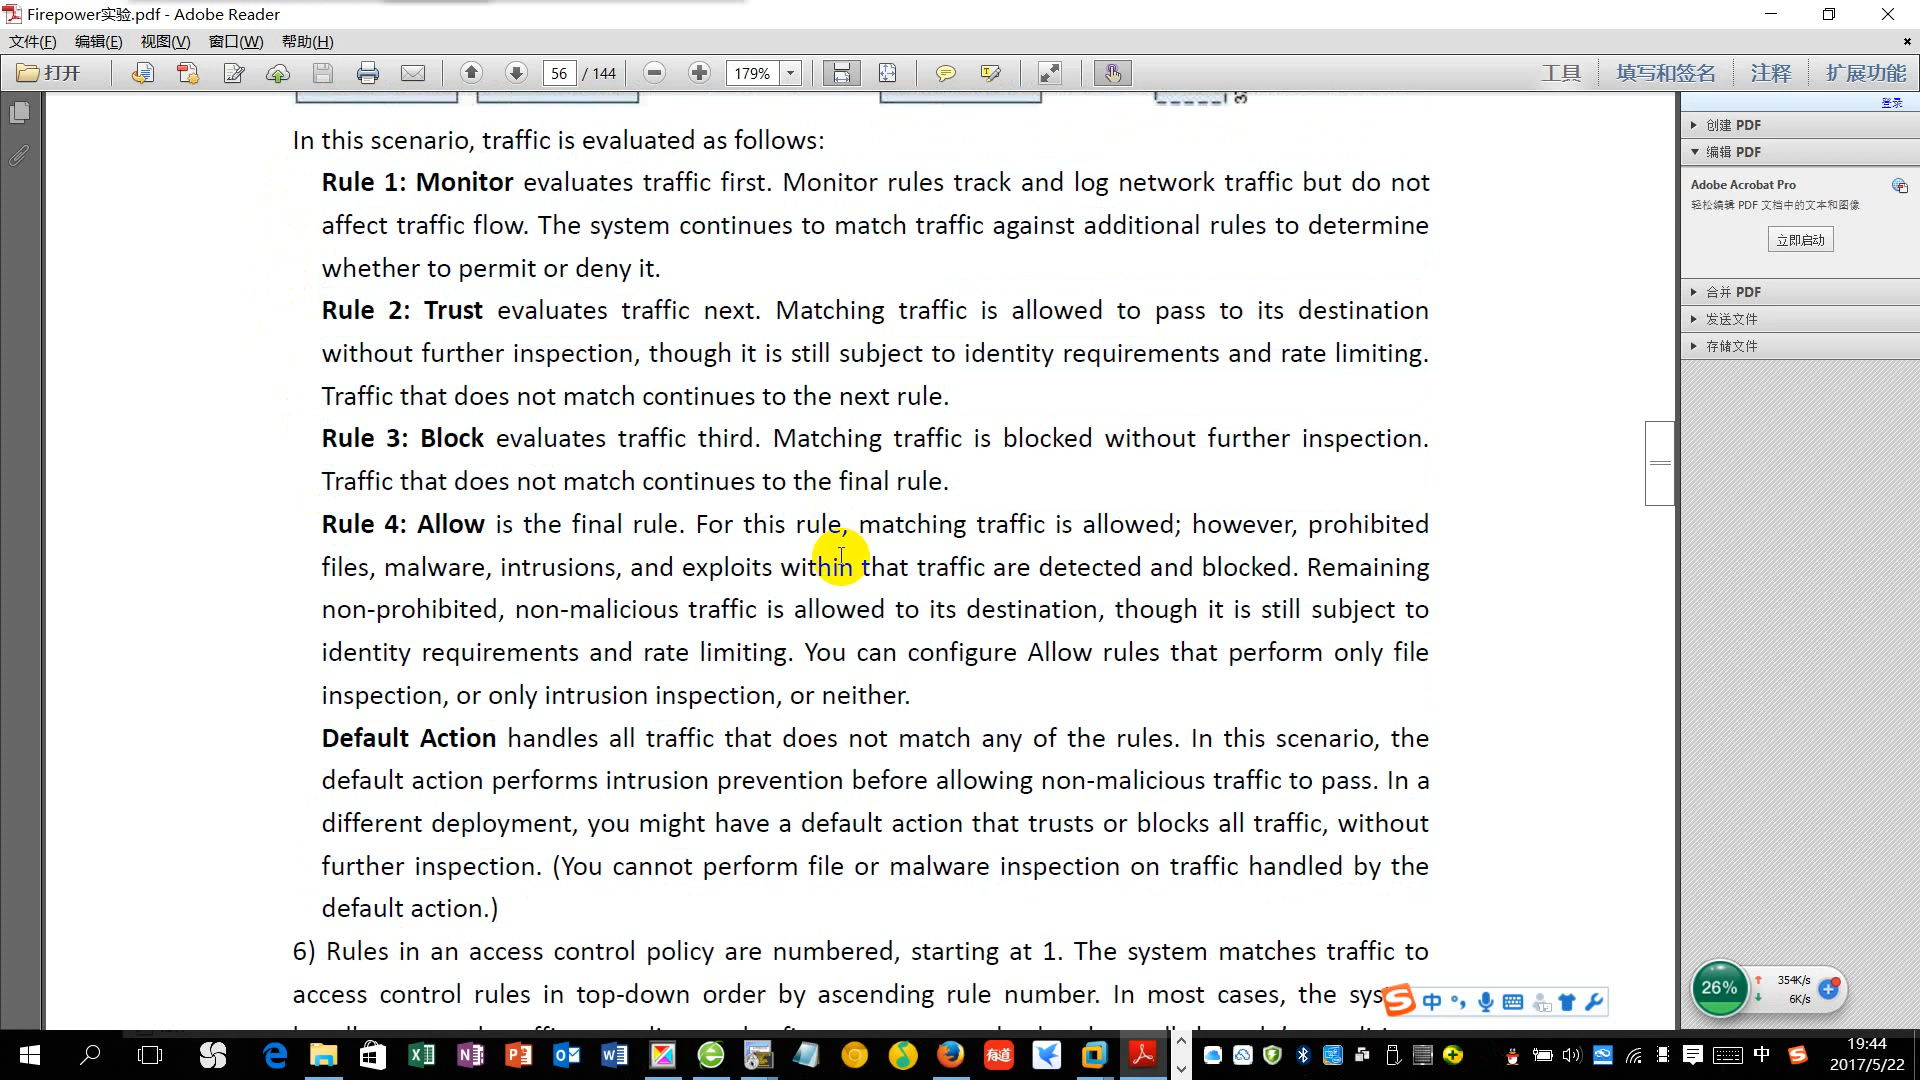 Firepower实验.pdf - Adobe Reader
文件(F) 编辑(E) 视图(V) 窗口(W) 帮助(H)
打开 56 / 144 179% 工具 填写和签名 注释 扩展功能
登录
创建 PDF
编辑 PDF
Adobe Acrobat Pro
轻松编辑 PDF 文档中的文本和图像
立即启动
合并 PDF
发送文件
存储文件
In this scenario, traffic is evaluated as follows:
Rule 1: Monitor evaluates traffic first. Monitor rules track and log network traffic but do not
affect traffic flow. The system continues to match traffic against additional rules to determine
whether to permit or deny it.
Rule 2: Trust evaluates traffic next. Matching traffic is allowed to pass to its destination
without further inspection, though it is still subject to identity requirements and rate limiting.
Traffic that does not match continues to the next rule.
Rule 3: Block evaluates traffic third. Matching traffic is blocked without further inspection.
Traffic that does not match continues to the final rule.
Rule 4: Allow is the final rule. For this rule, matching traffic is allowed; however, prohibited
files, malware, intrusions, and exploits within that traffic are detected and blocked. Remaining
non-prohibited, non-malicious traffic is allowed to its destination, though it is still subject to
identity requirements and rate limiting. You can configure Allow rules that perform only file
inspection, or only intrusion inspection, or neither.
Default Action handles all traffic that does not match any of the rules. In this scenario, the
default action performs intrusion prevention before allowing non-malicious traffic to pass. In a
different deployment, you might have a default action that trusts or blocks all traffic, without
further inspection. (You cannot perform file or malware inspection on traffic handled by the
default action.)
6) Rules in an access control policy are numbered, starting at 1. The system matches traffic to
access control rules in top-down order by ascending rule number. In most cases, the sys
中
26% 354K/s
6K/s
有道
中
19:44
2017/5/22